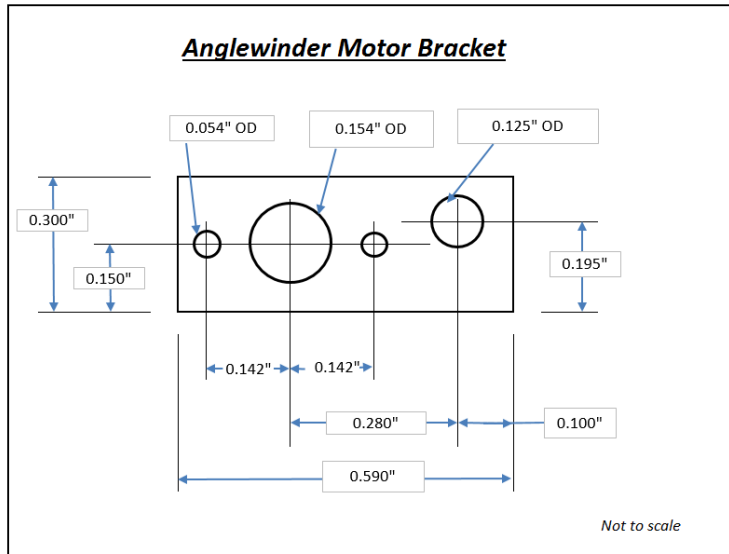 Anglewinder Motor Bracket
0.054" OD
0.154" OD
0.125" OD
0.300"
0.150"
0.195"
0.142"
0.142"
0.280"
0.100"
0.590"
Not to scale